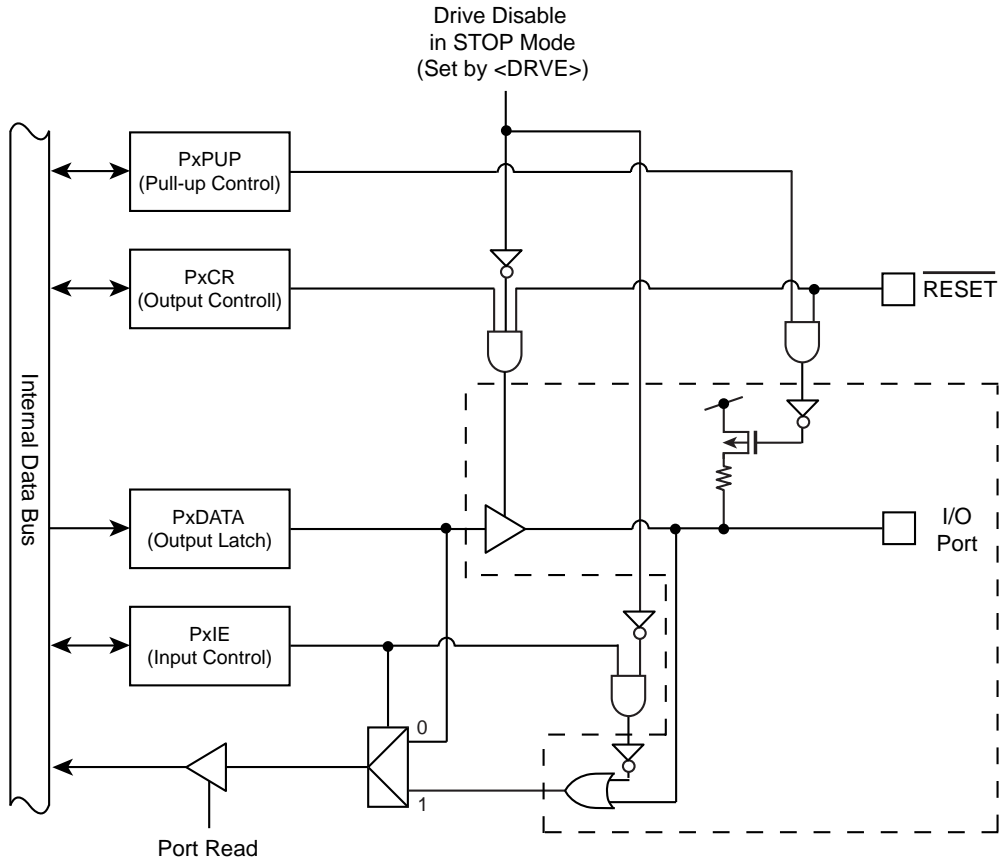 Drive Disable
in STOP Mode
(Set by <DRVE>)
PxPUP
(Pull-up Control)
PxCR
(Output Controll)
RESET
Internal Data Bus
PxDATA
(Output Latch)
I/O
Port
PxIE
(Input Control)
0
1
Port Read